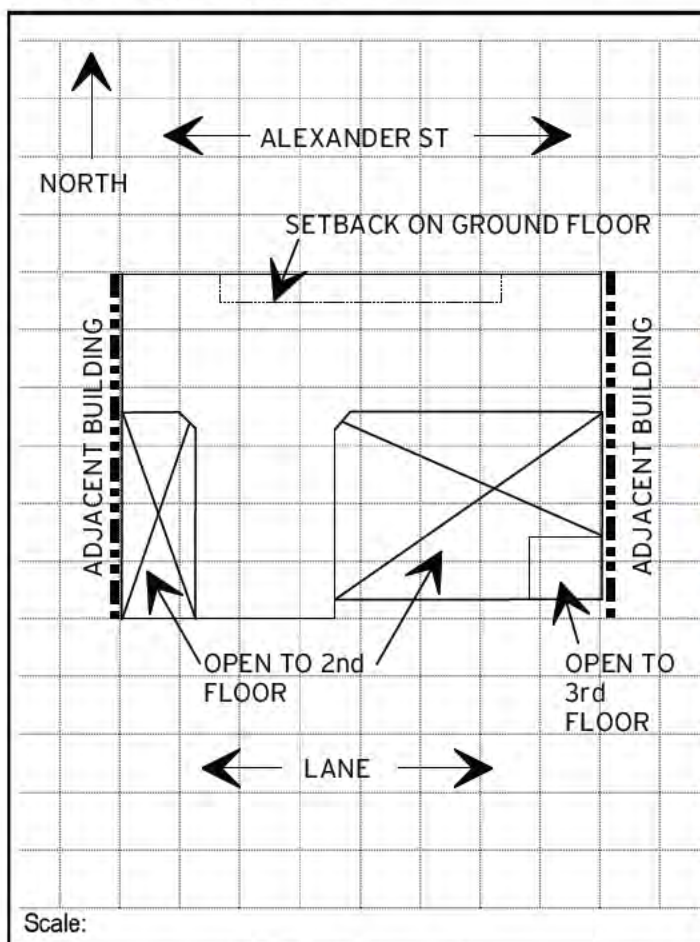 ALEXANDER ST
NORTH
SETBACK ON GROUND FLOOR
ADJACENT BUILDING
ADJACENT BUILDING
OPEN TO 2nd
FLOOR
OPEN TO
3rd
FLOOR
LANE
Scale: